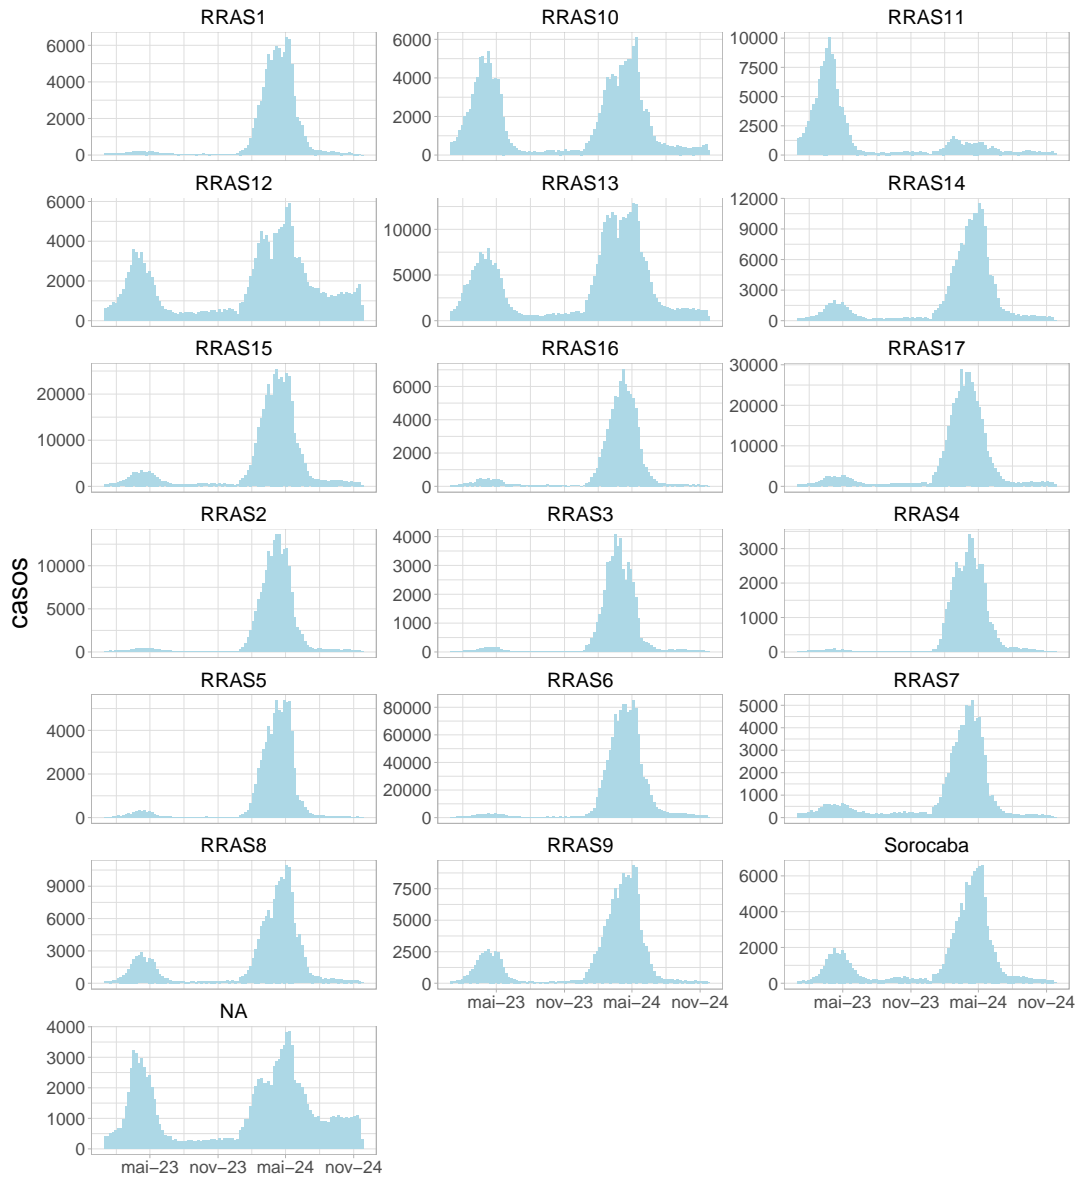 RRAS1 RRAS10 RRAS11
6000 4000 2000 0
6000 4000 2000 0
10000 7500 5000 2500 0
RRAS12 RRAS13 RRAS14
6000 4000 2000 0
10000 5000 0
12000 9000 6000 3000 0
RRAS15 RRAS16 RRAS17
20000 10000 0
6000 4000 2000 0
30000 20000 10000 0
casos
RRAS2 RRAS3 RRAS4
10000 5000 0
4000 3000 2000 1000 0
3000 2000 1000 0
RRAS5 RRAS6 RRAS7
4000 2000 0
80000 60000 40000 20000 0
5000 4000 3000 2000 1000 0
RRAS8 RRAS9 Sorocaba
9000 6000 3000 0
7500 5000 2500 0
6000 4000 2000 0
mai−23 nov−23 mai−24 nov−24
mai−23 nov−23 mai−24 nov−24
NA
4000 3000 2000 1000 0
mai−23 nov−23 mai−24 nov−24